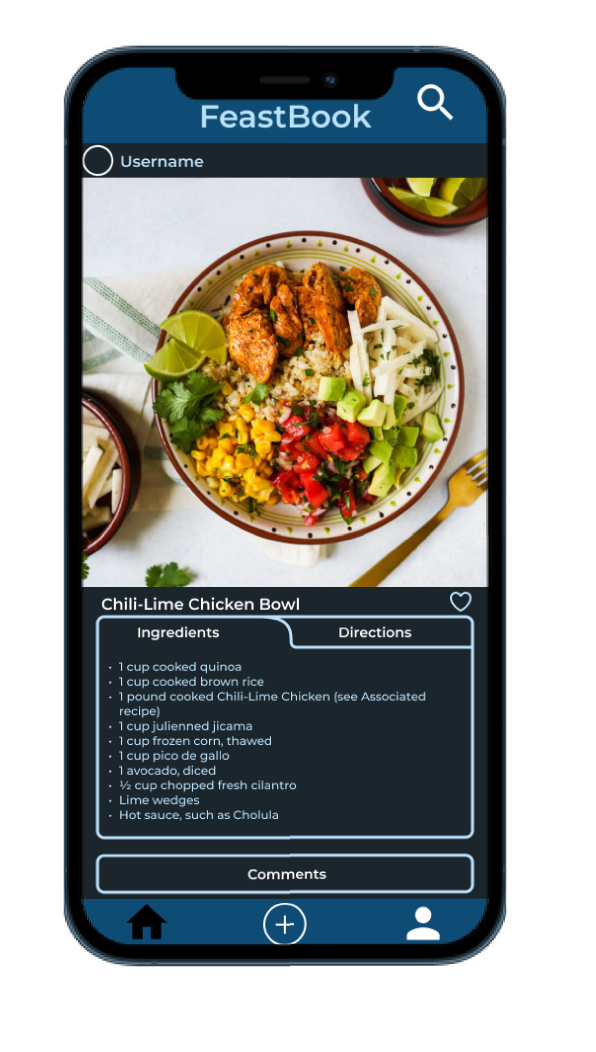 FeastBook
Username
Chili-Lime Chicken Bowl
Ingredients
Directions
• 1 cup cooked quinoa
• 1 cup cooked brown rice
• 1 pound cooked Chili-Lime Chicken (see Associated
recipe)
• 1 cup julienned jicama
• 1 cup frozen corn, thawed
• 1 cup pico de gallo
• 1 avocado, diced
• ½ cup chopped fresh cilantro
• Lime wedges
• Hot sauce, such as Cholula
Comments